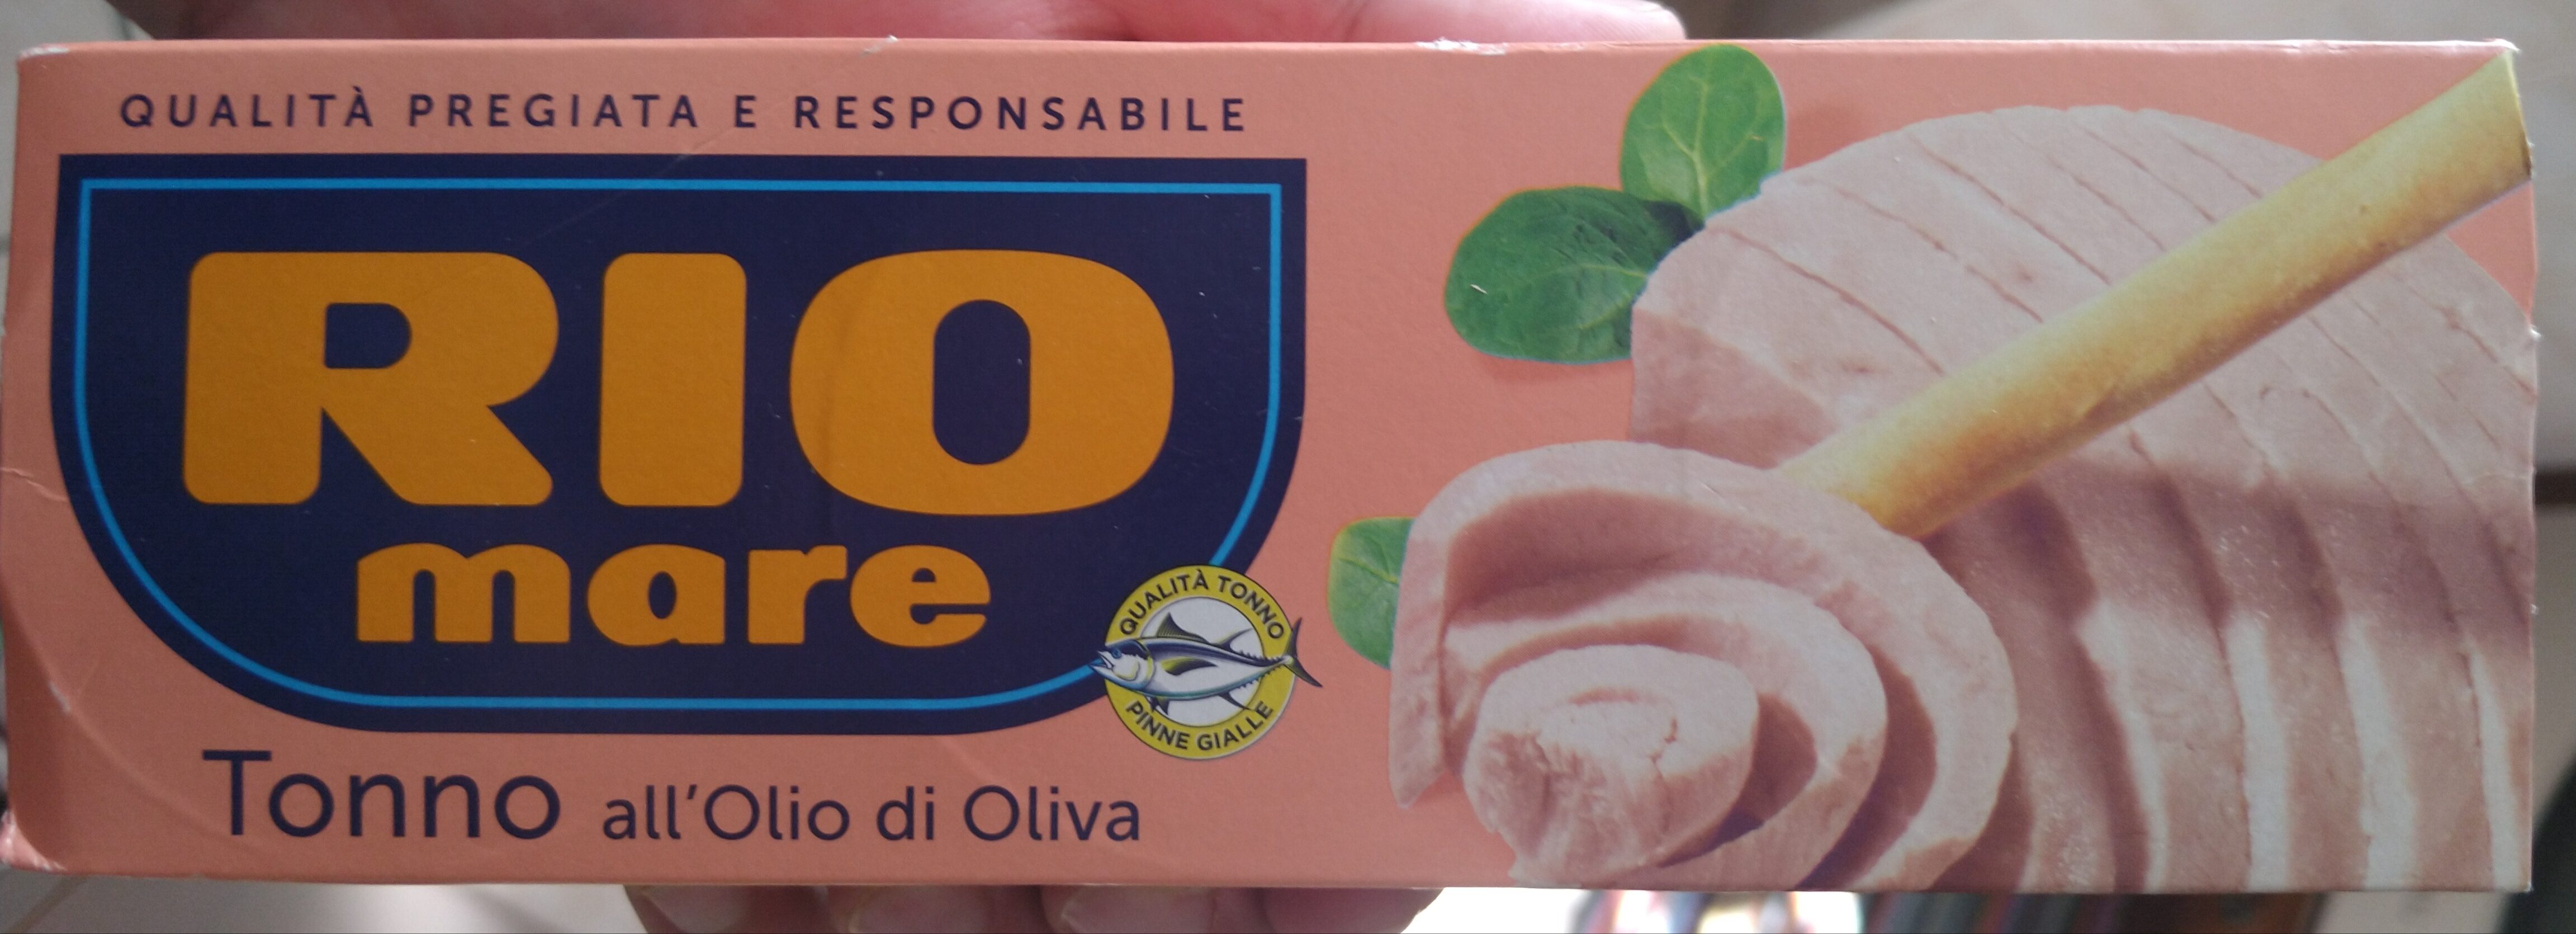 QUALITÀ PREGIATA E RESPONSABILE
RIO
mare
QUALITÀ TONNO
PINNE GIALLE
Tonno all'Olio di Oliva